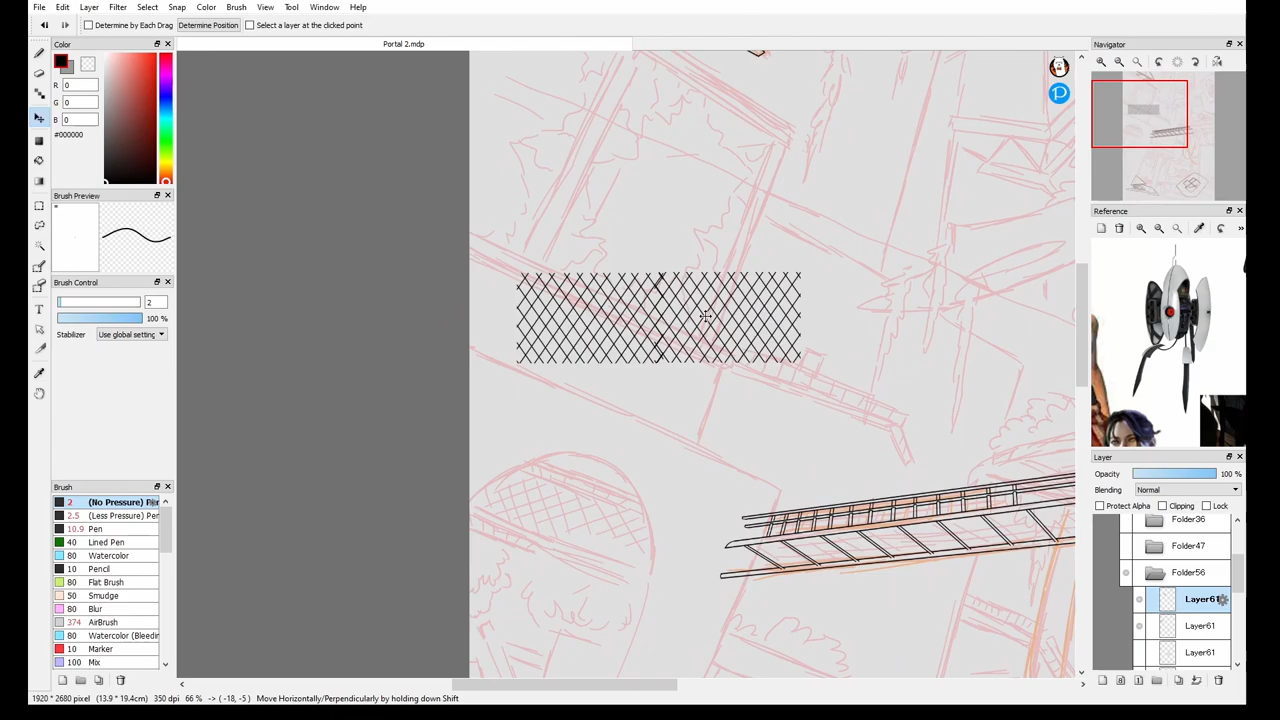 File Edit Layer Filter Select Snap Color Brush View Tool Window Help
Determine by Each Drag Determine Position Select a layer at the clicked point
Color
Portal 2.mdp
Navigator
R 0
G 0
B 0
#000000
Brush Preview
Reference
Brush Control
2
100 %
Stabilizer Use global setting
Layer
Opacity 100 %
Blending Normal
Protect Alpha Clipping Lock
Brush
2 (No Pressure)
2.5 (Less Pressure) Pen
10.9 Pen
40 Lined Pen
80 Watercolor
10 Pencil
80 Flat Brush
50 Smudge
80 Blur
374 AirBrush
80 Watercolor (Bleedin
10 Marker
100 Mix
Folder36
Folder47
Folder56
Layer61
Layer61
Layer61
1920 * 2680 pixel (13.9 * 19.4cm) 350 dpi 66 % -> ( -18, -5 ) Move Horizontally/Perpendicularly by holding down Shift